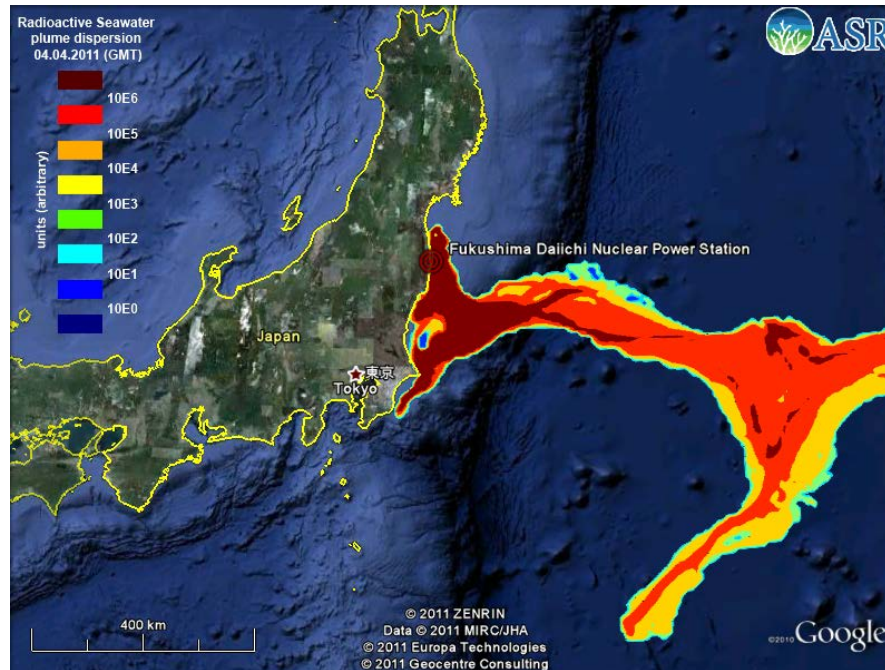 Radioactive Seawater
plume dispersion
04.04.2011 (GMT)
ASR
10E6
10E5
10E4
10E3
10E2
10E1
10E0
units (arbitrary)
Fukushima Daiichi Nuclear Power Station
Japan
東京
Tokyo
400 km
© 2011 ZENRIN
Data © 2011 MIRC/JHA
© 2011 Europa Technologies
© 2011 Geocentre Consulting
©2010 Google